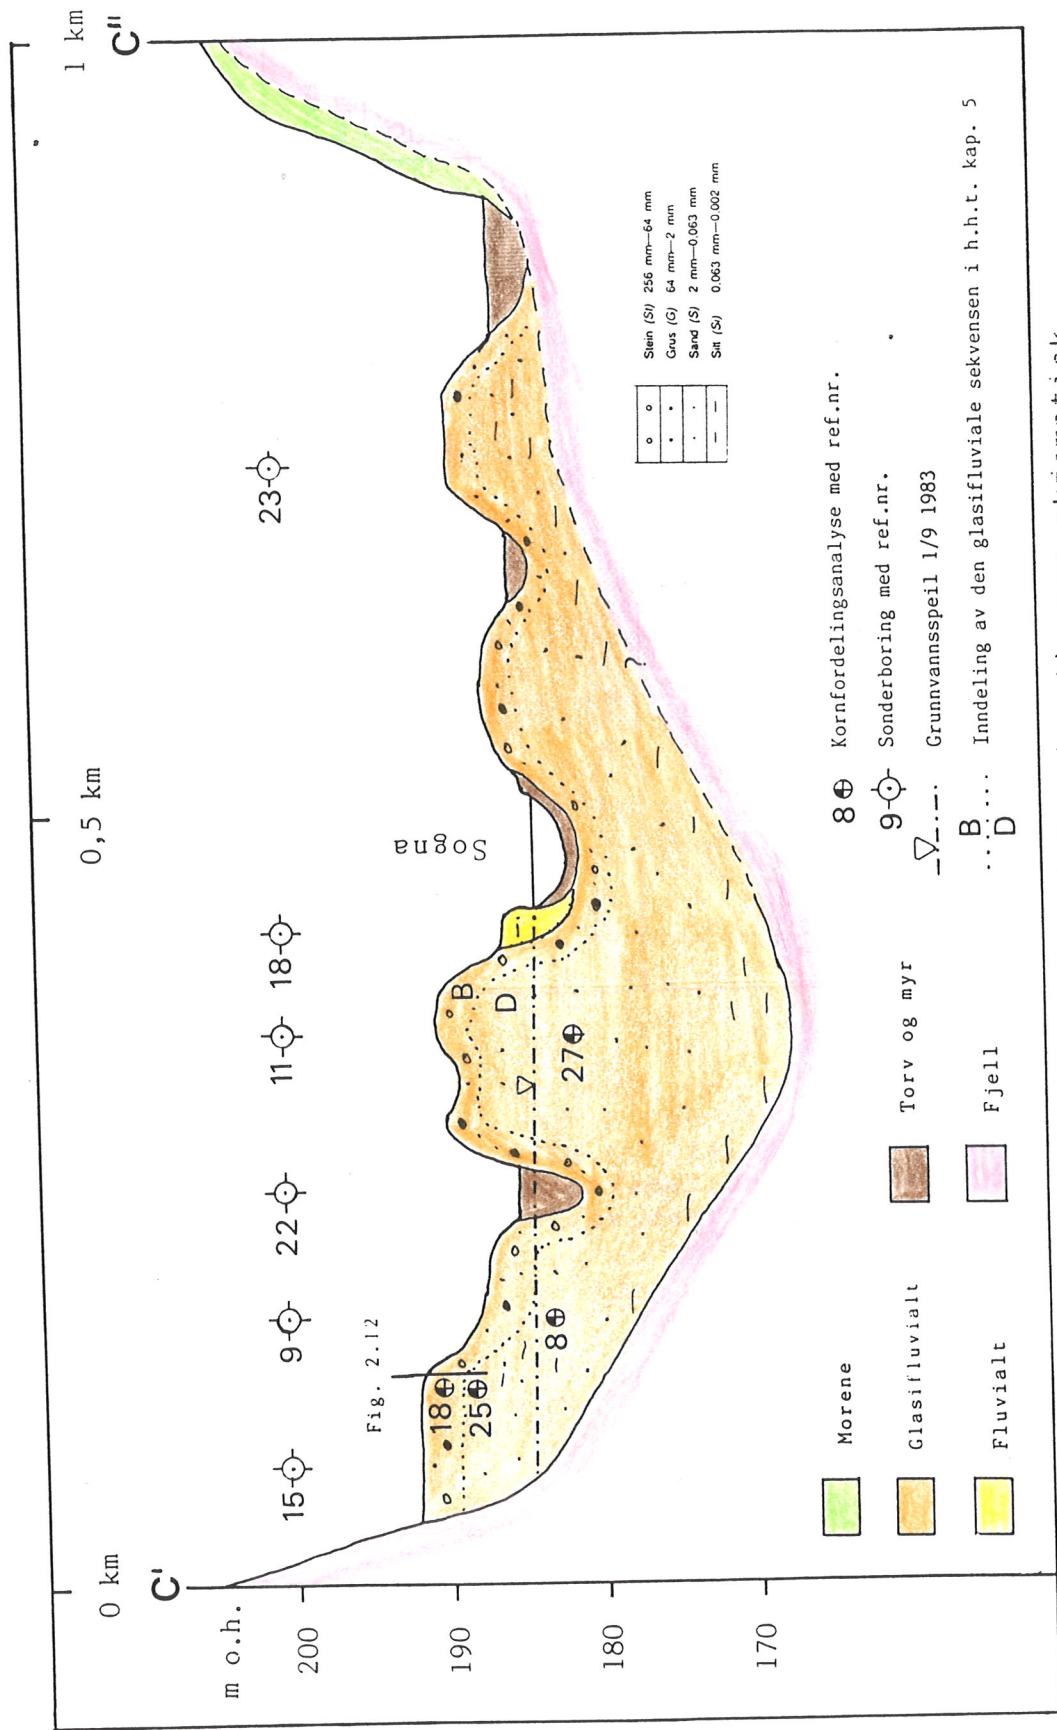 0 km
0,5 km
1 km
C'
C"
m o.h.
200
190
180
170
15
9
22
11
18
23
Fig. 2.12
18
25
8
27
B
D
Sogna
Stein (St) 256 mm—64 mm
Grus (G) 64 mm—2 mm
Sand (S) 2 mm—0.063 mm
Silt (Si) 0.063 mm—0.002 mm
Morene
Glasifluvialt
Fluvialt
Torv og myr
Fjell
8 Kornfordelingsanalyse med ref.nr.
9 Sonderboring med ref.nr.
Grunvannsspeil 1/9 1983
B
D
Inndeling av den glasifluviale sekvensen i h.h.t. kap. 5